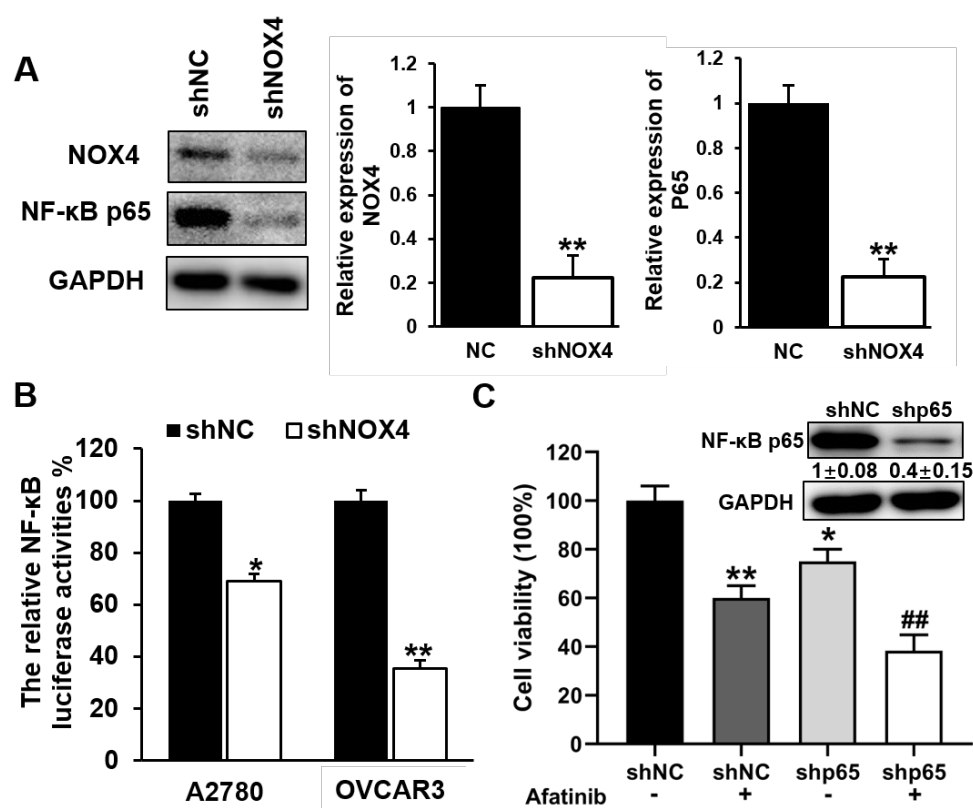 A
shNC
shNOX4
NOX4
NF-κB p65
GAPDH
Relative expression of
NOX4
1.2
1
0.8
0.6
0.4
0.2
0
**
NC
shNOX4
Relative expression of
P65
1.2
1
0.8
0.6
0.4
0.2
0
**
NC
shNOX4
B
shNC
shNOX4
The relative NF-κB
luciferase activities %
120
100
80
60
40
20
0
*
**
A2780
OVCAR3
C
shNC shp65
NF-κB p65
1±0.08 0.4±0.15
GAPDH
Cell viability (100%)
120
100
80
60
40
20
0
**
*
##
shNC shNC shp65 shp65
Afatinib - + - +